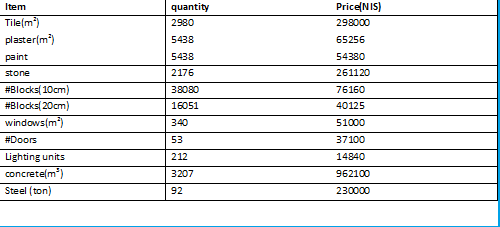 Item quantity Price(NIS)
Tile(m²) 2980 298000
plaster(m²) 5438 65256
paint 5438 54380
stone 2176 261120
#Blocks(10cm) 38080 76160
#Blocks(20cm) 16051 40125
windows(m²) 340 51000
#Doors 53 37100
Lighting units 212 14840
concrete(m³) 3207 962100
Steel (ton) 92 230000